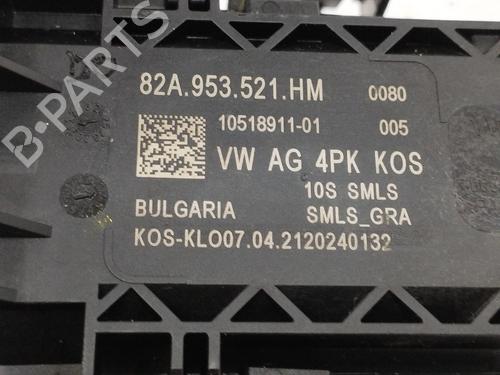 82A.953.521.HM 0080
10518911-01 005
VW AG 4PK KOS
10S SMLS
BULGARIA SMLS_GRA
KOS-KLO07.04.2120240132
B-PARTS